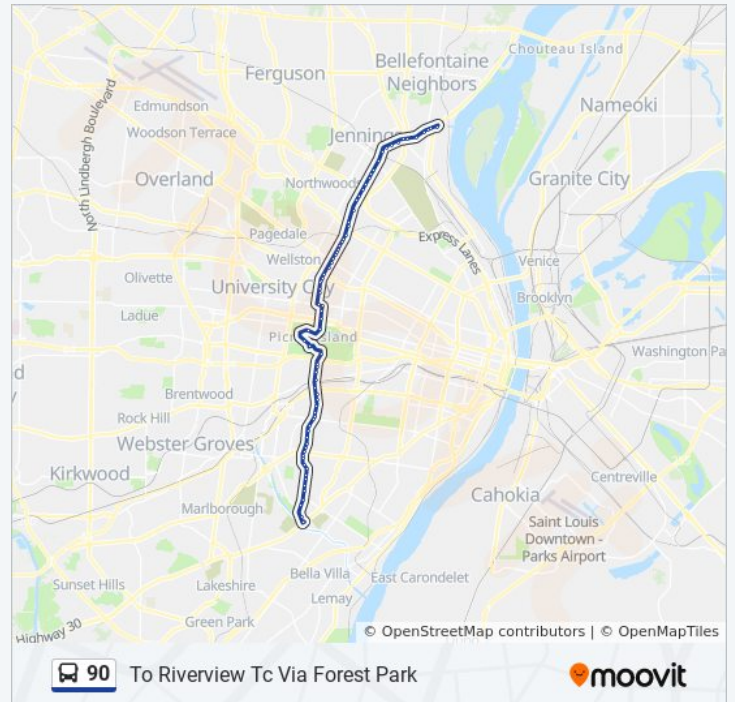 Chouteau Island
Bellefontaine
Neighbors
Ferguson
Nameoki
Edmundson
Woodson Terrace
Jennings
North Lindbergh Boulevard
Overland
Northwoods
Granite City
Pagedale
Express Lanes
Wellston
Venice
Olivette
University City
Brooklyn
Ladue
Picnic Island
Washington Pa
d
Brentwood
Rock Hill
Webster Groves
Kirkwood
Centreville
Cahokia
Marlborough
Saint Louis
Downtown -
Parks Airport
Bella Villa
East Carondelet
Sunset Hills
Lakeshire
Lemay
Green Park
Highway 30
© OpenStreetMap contributors | © OpenMapTiles
90 To Riverview Tc Via Forest Park
moovit